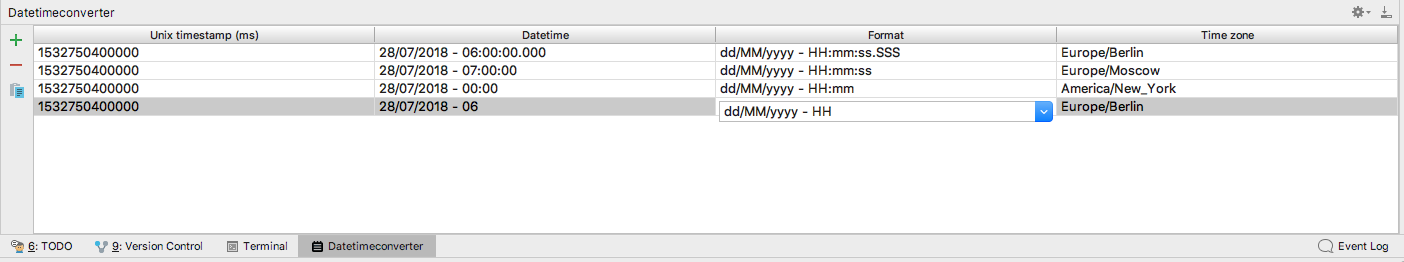 Datetimeconverter
Unix timestamp (ms) Datetime Format Time zone
1532750400000 28/07/2018 - 06:00:00.000 dd/MM/yyyy - HH:mm:ss.SSS Europe/Berlin
1532750400000 28/07/2018 - 07:00:00 dd/MM/yyyy - HH:mm:ss Europe/Moscow
1532750400000 28/07/2018 - 00:00 dd/MM/yyyy - HH:mm America/New_York
1532750400000 28/07/2018 - 06 dd/MM/yyyy - HH Europe/Berlin
6: TODO 9: Version Control Terminal Datetimeconverter Event Log